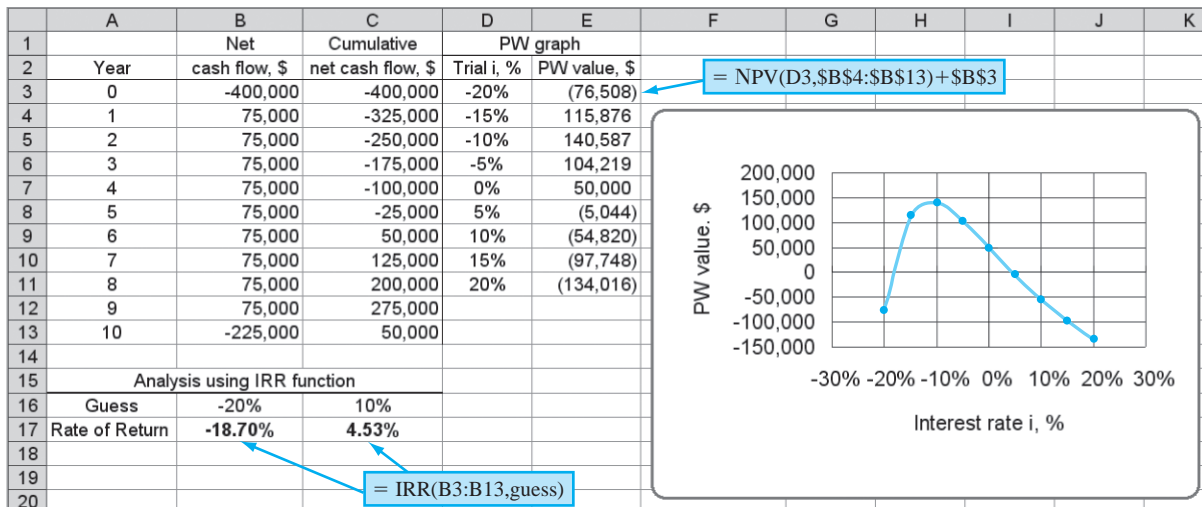 A B C D E F G H I J K
1 Net Cumulative PW graph
2 Year cash flow, $ net cash flow, $ Trial i, % PW value, $
= NPV(D3,$B$4:$B$13)+$B$3
3 0 -400,000 -400,000 -20% (76,508)
4 1 75,000 -325,000 -15% 115,876
5 2 75,000 -250,000 -10% 140,587
6 3 75,000 -175,000 -5% 104,219
7 4 75,000 -100,000 0% 50,000
8 5 75,000 -25,000 5% (5,044)
9 6 75,000 50,000 10% (54,820)
10 7 75,000 125,000 15% (97,748)
11 8 75,000 200,000 20% (134,016)
12 9 75,000 275,000
13 10 -225,000 50,000
14
15 Analysis using IRR function
16 Guess -20% 10%
17 Rate of Return -18.70% 4.53%
18
19
= IRR(B3:B13,guess)
20
PW value. $
200,000
150,000
100,000
50,000
0
-50,000
-100,000
-150,000
-30% -20% -10% 0% 10% 20% 30%
Interest rate i, %